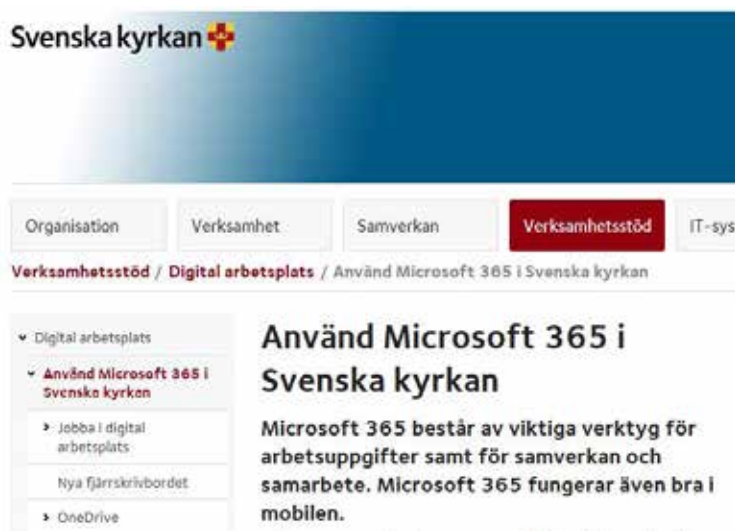 Svenska kyrkan
Organisation
Verksamhet
Samverkan
Verksamhetsstöd
IT-sys
Verksamhetsstöd / Digital arbetsplats / Använd Microsoft 365 i Svenska kyrkan
Digital arbetsplats
Använd Microsoft 365 i
Svenska kyrkan
Jobba i digital
arbetsplats
Nya fjärrskrivbordet
OneDrive
Använd Microsoft 365 i
Svenska kyrkan
Microsoft 365 består av viktiga verktyg för
arbetsuppgifter samt för samverkan och
samarbete. Microsoft 365 fungerar även bra i
mobilen.